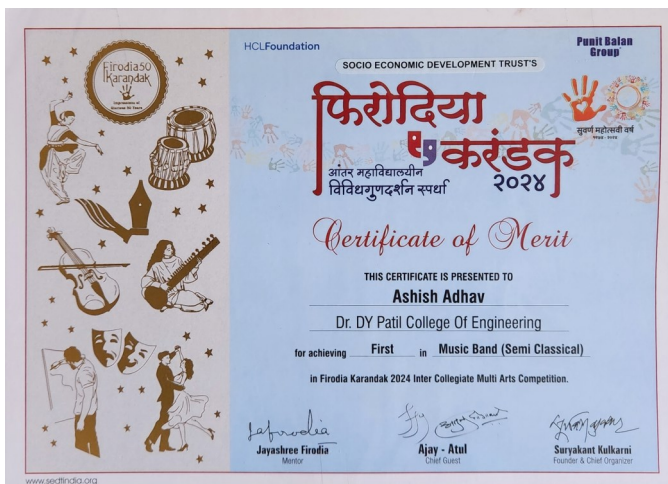 Firodia50
Karandak
HCLFoundation
Punit Balan
Group
SOCIO ECONOMIC DEVELOPMENT TRUST'S
फिरोदिया
करंडक
२०२४
आंतर महाविद्यालयीन
विविधगुणदर्शन स्पर्धा
सुवर्ण महोत्सवी वर्ष
Certificate of Merit
THIS CERTIFICATE IS PRESENTED TO
Ashish Adhav
Dr. DY Patil College Of Engineering
for achieving First in Music Band (Semi Classical)
in Firodia Karandak 2024 Inter Collegiate Multi Arts Competition.
Jayashree Firodia
Mentor
Ajay - Atul
Chief Guest
Suryakant Kulkarni
Founder & Chief Organizer
www.sedtindia.org